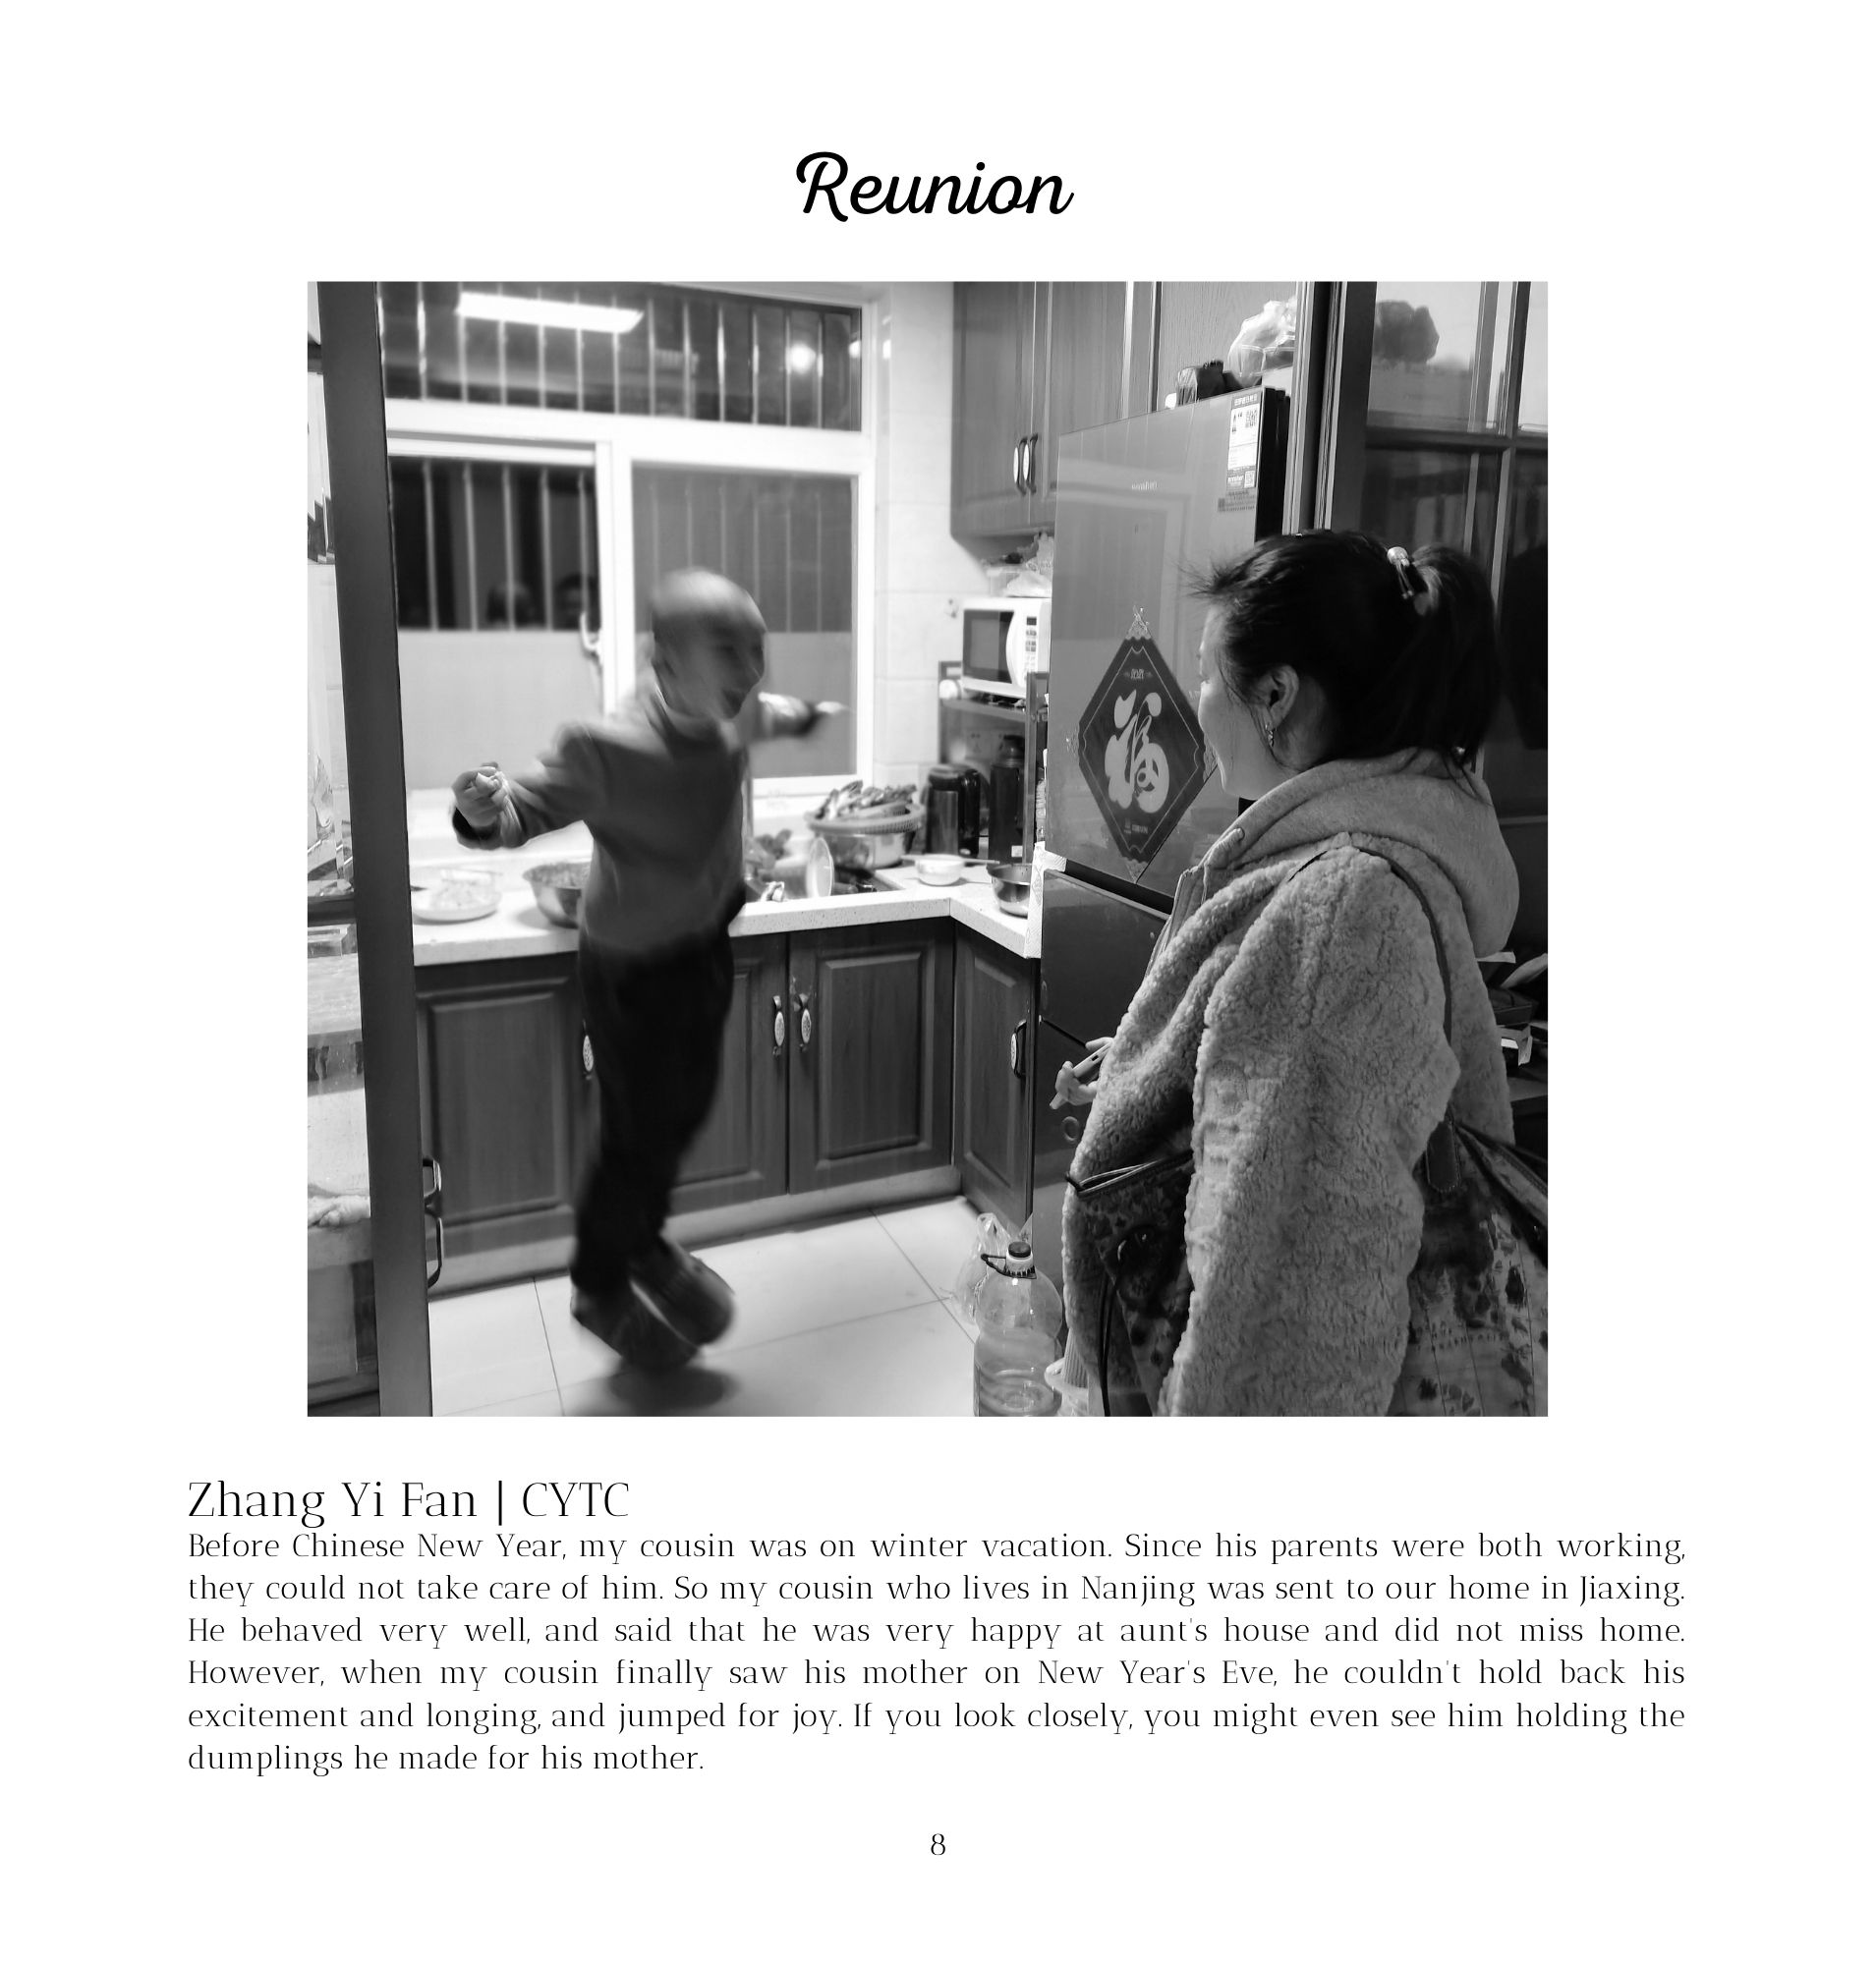 Reunion
福
Zhang Yi Fan | CYTC
Before Chinese New Year, my cousin was on winter vacation. Since his parents were both working,
they could not take care of him. So my cousin who lives in Nanjing was sent to our home in Jiaxing.
He behaved very well, and said that he was very happy at aunt's house and did not miss home.
However, when my cousin finally saw his mother on New Year's Eve, he couldn't hold back his
excitement and longing, and jumped for joy. If you look closely, you might even see him holding the
dumplings he made for his mother.
8